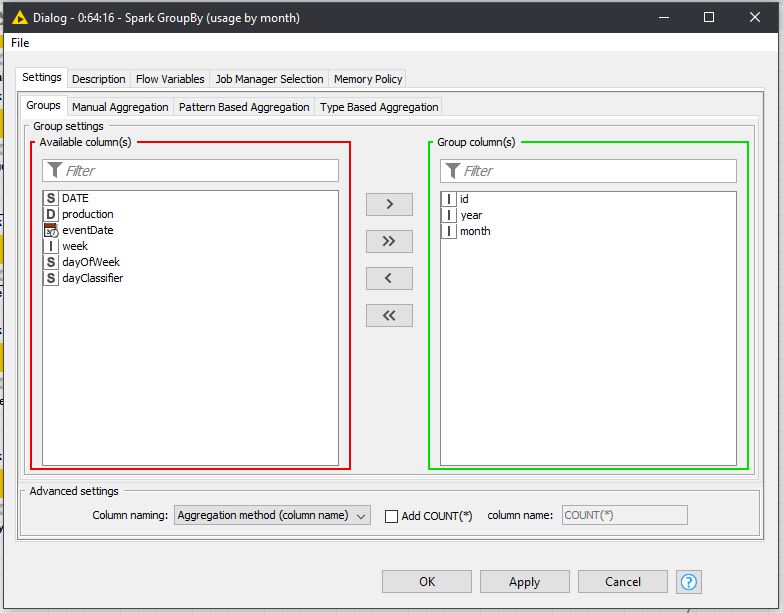 Dialog - 0:64:16 - Spark GroupBy (usage by month)
File
Settings Description Flow Variables Job Manager Selection Memory Policy
Groups Manual Aggregation Pattern Based Aggregation Type Based Aggregation
Group settings
Available column(s)
Filter
S DATE
D production
eventDate
I week
S dayOfWeek
S dayClassifier
>
>>
<
<<
Group column(s)
Filter
I id
I year
I month
Advanced settings
Column naming: Aggregation method (column name) Add COUNT(*) column name: COUNT(*)
OK Apply Cancel ?